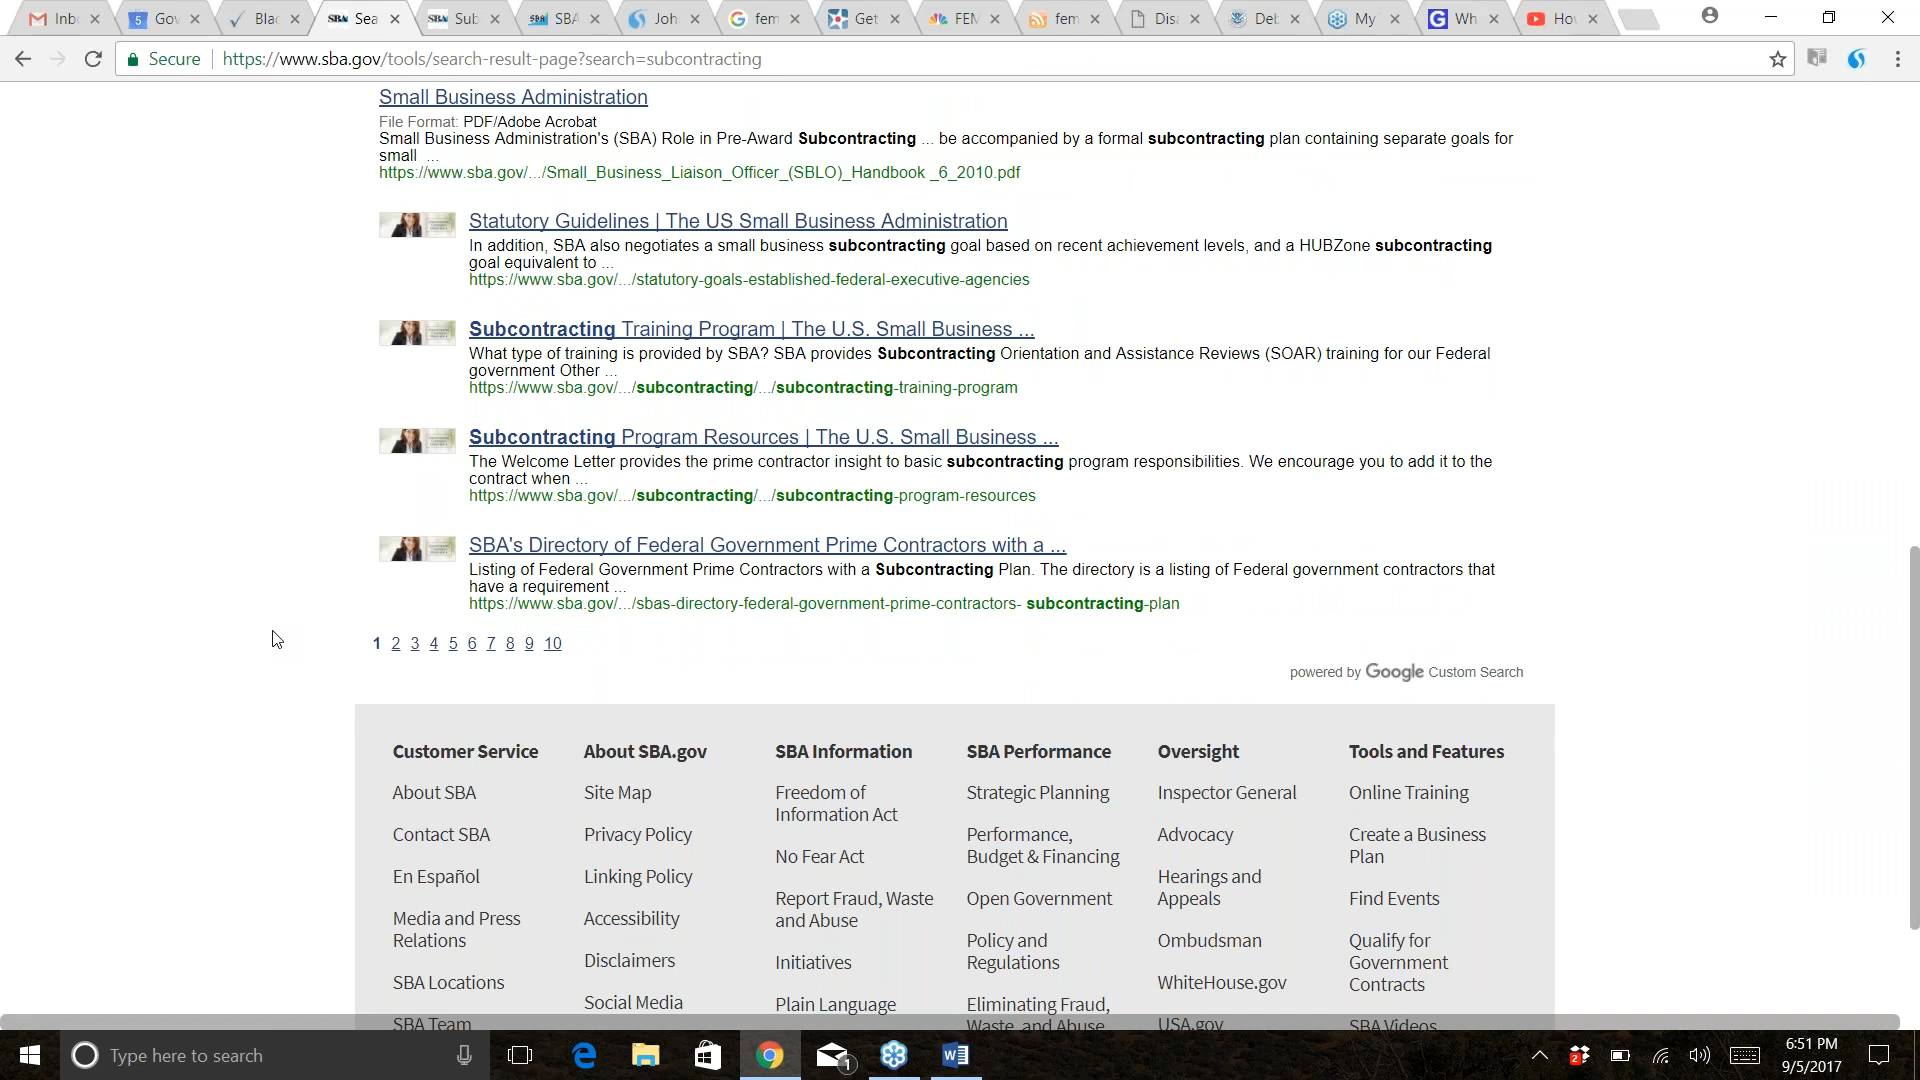 Inb
Gov
Blac
SBA Sea
SBA Sub
SBA SBA
Joh
fem
Get
FEM
fem
Dis
Deb
My
Wh
Hov
Secure https://www.sba.gov/tools/search-result-page?search=subcontracting
Small Business Administration
File Format: PDF/Adobe Acrobat
Small Business Administration's (SBA) Role in Pre-Award Subcontracting ... be accompanied by a formal subcontracting plan containing separate goals for
small ...
https://www.sba.gov/.../Small_Business_Liaison_Officer_(SBLO)_Handbook _6_2010.pdf
Statutory Guidelines | The US Small Business Administration
In addition, SBA also negotiates a small business subcontracting goal based on recent achievement levels, and a HUBZone subcontracting
goal equivalent to ...
https://www.sba.gov/.../statutory-goals-established-federal-executive-agencies
Subcontracting Training Program | The U.S. Small Business ...
What type of training is provided by SBA? SBA provides Subcontracting Orientation and Assistance Reviews (SOAR) training for our Federal
government Other ...
https://www.sba.gov/.../subcontracting/.../subcontracting-training-program
Subcontracting Program Resources | The U.S. Small Business ...
The Welcome Letter provides the prime contractor insight to basic subcontracting program responsibilities. We encourage you to add it to the
contract when ...
https://www.sba.gov/.../subcontracting/.../subcontracting-program-resources
SBA's Directory of Federal Government Prime Contractors with a ...
Listing of Federal Government Prime Contractors with a Subcontracting Plan. The directory is a listing of Federal government contractors that
have a requirement ...
https://www.sba.gov/.../sbas-directory-federal-government-prime-contractors- subcontracting-plan
1 2 3 4 5 6 7 8 9 10
powered by Google Custom Search
Customer Service
About SBA
Contact SBA
En Español
Media and Press
Relations
SBA Locations
SBA Team
About SBA.gov
Site Map
Privacy Policy
Linking Policy
Accessibility
Disclaimers
Social Media
SBA Information
Freedom of
Information Act
No Fear Act
Report Fraud, Waste
and Abuse
Initiatives
Plain Language
SBA Performance
Strategic Planning
Performance,
Budget & Financing
Open Government
Policy and
Regulations
Eliminating Fraud,
Waste, and Abuse
Oversight
Inspector General
Advocacy
Hearings and
Appeals
Ombudsman
WhiteHouse.gov
USA.gov
Tools and Features
Online Training
Create a Business
Plan
Find Events
Qualify for
Government
Contracts
SBA Videos
Type here to search
1
2
6:51 PM
9/5/2017